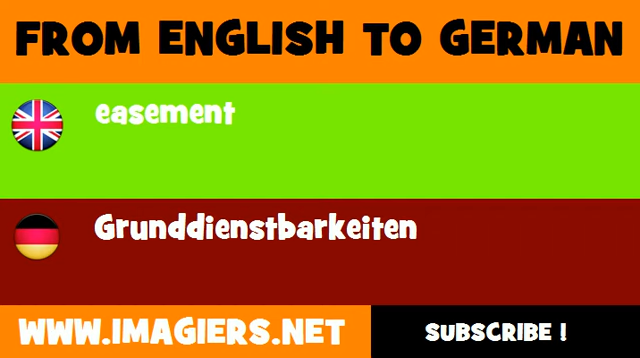 FROM ENGLISH TO GERMAN
easement
Grunddienstbarkeiten
WWW.IMAGIERS.NET
SUBSCRIBE !